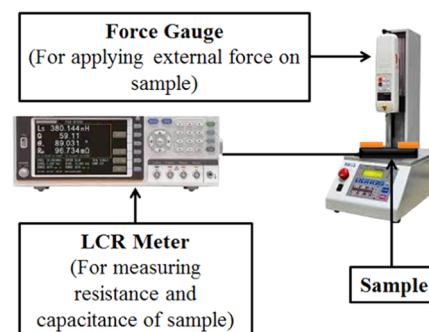 Force Gauge
(For applying external force on
sample)
Ls 380.144nH
Q 59.11
θ 89.031 °
96.734mΩ
LCR Meter
(For measuring
resistance and
capacitance of sample)
Sample